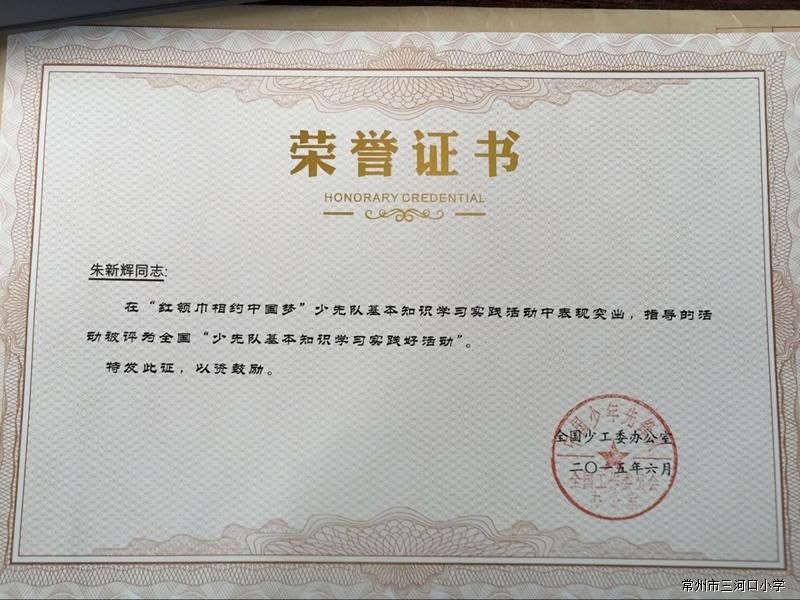 荣誉证书
HONORARY CREDENTIAL
朱新辉同志:
在“红领巾相约中国梦”少先队基本知识学习实践活动中表现突出，指导的活
动被评为全国“少先队基本知识学习实践好活动”。
特发此证，以资鼓励。
全国少工委办公室
二〇一五年六月
常州市三河口小学